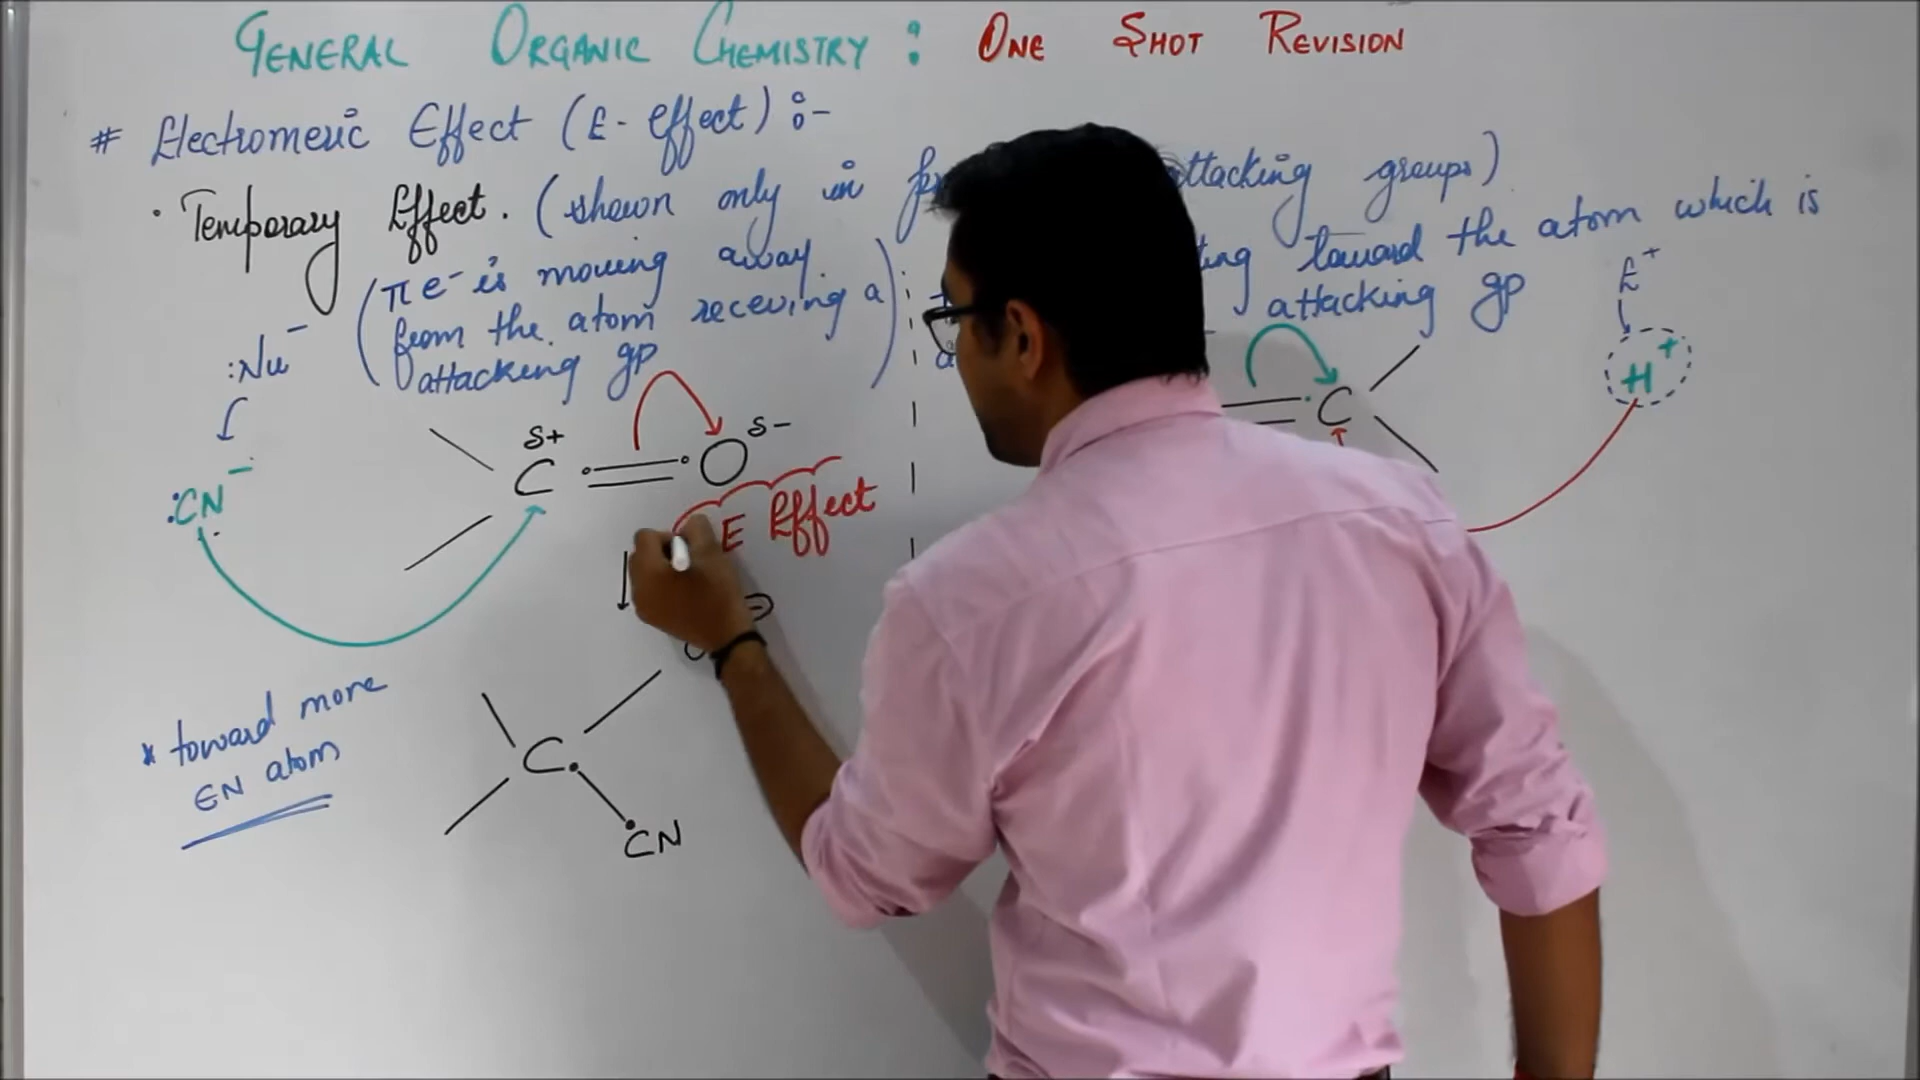 GENERAL ORGANIC CHEMISTRY : ONE SHOT REVISION
# Electromeric Effect (E- effect) :-
• Temporary Effect. (shown only in attacking groups)
(π e⁻ is moving away
from the atom receiving a
attacking gp)
toward the atom which is
attacking gp
:Nu⁻
:CN⁻
δ+
C
O
δ-
E Effect
C
E⁺
H⁺
* toward more
EN atom
C
CN